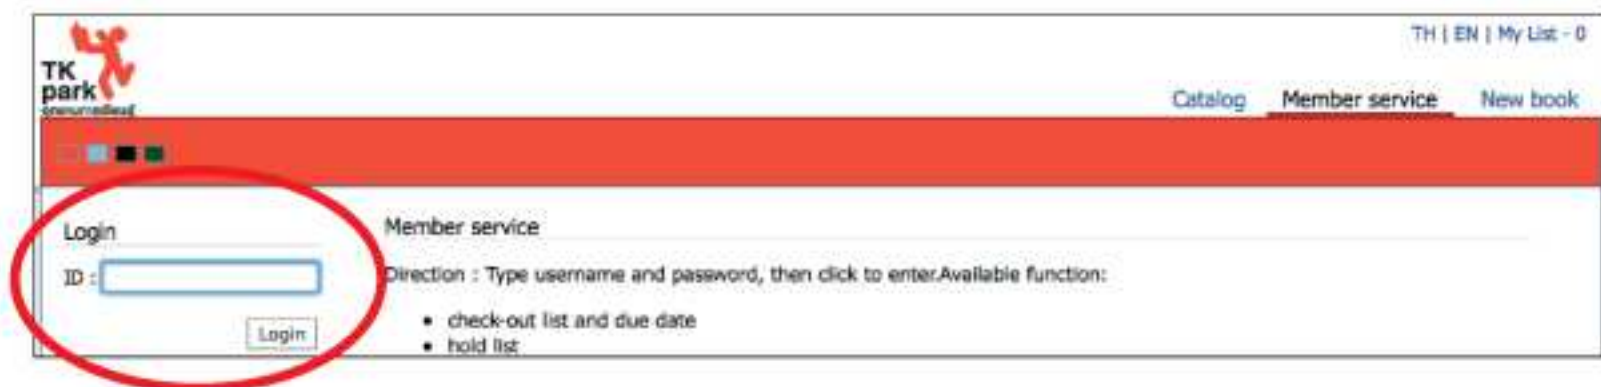 TK
park
TH | EN | My List - 0
Catalog Member service New book
Login
ID :
Login
Member service
Direction : Type username and password, then click to enter.Available function:
• check-out list and due date
• hold list